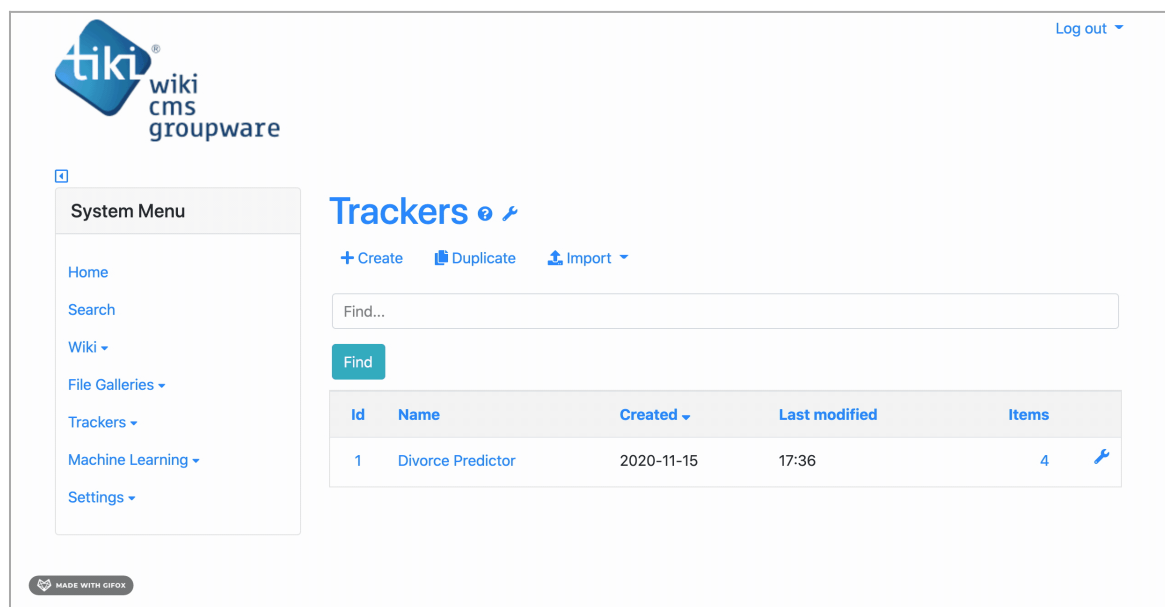 Log out
tiki®
wiki
cms
groupware
System Menu
Home
Search
Wiki
File Galleries
Trackers
Machine Learning
Settings
Trackers
Create Duplicate Import
Find...
Find
Id Name Created Last modified Items
1 Divorce Predictor 2020-11-15 17:36 4
MADE WITH GIFOX